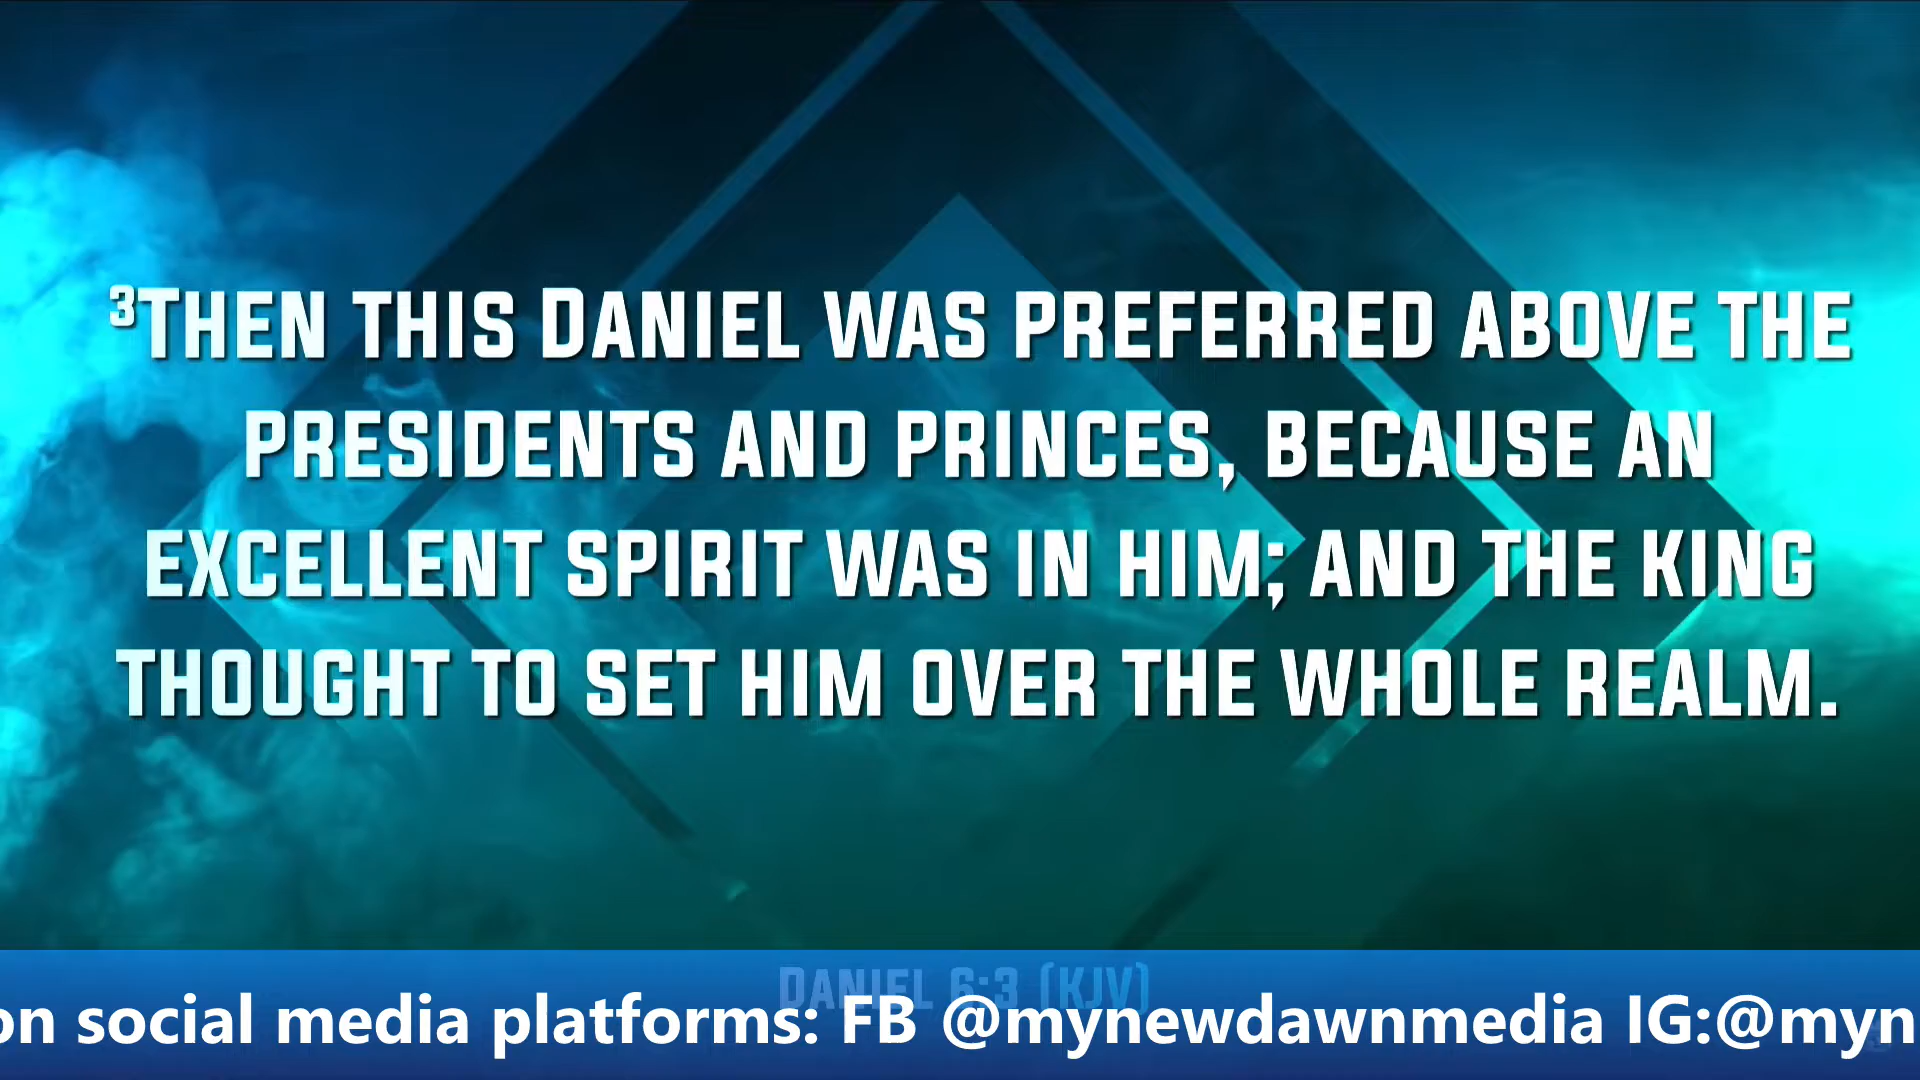 ³Then this Daniel was preferred above the
presidents and princes, because an
excellent spirit was in him; and the king
thought to set him over the whole realm.
Daniel 6:3 (KJV)
on social media platforms: FB @mynewdawnmedia IG:@myn